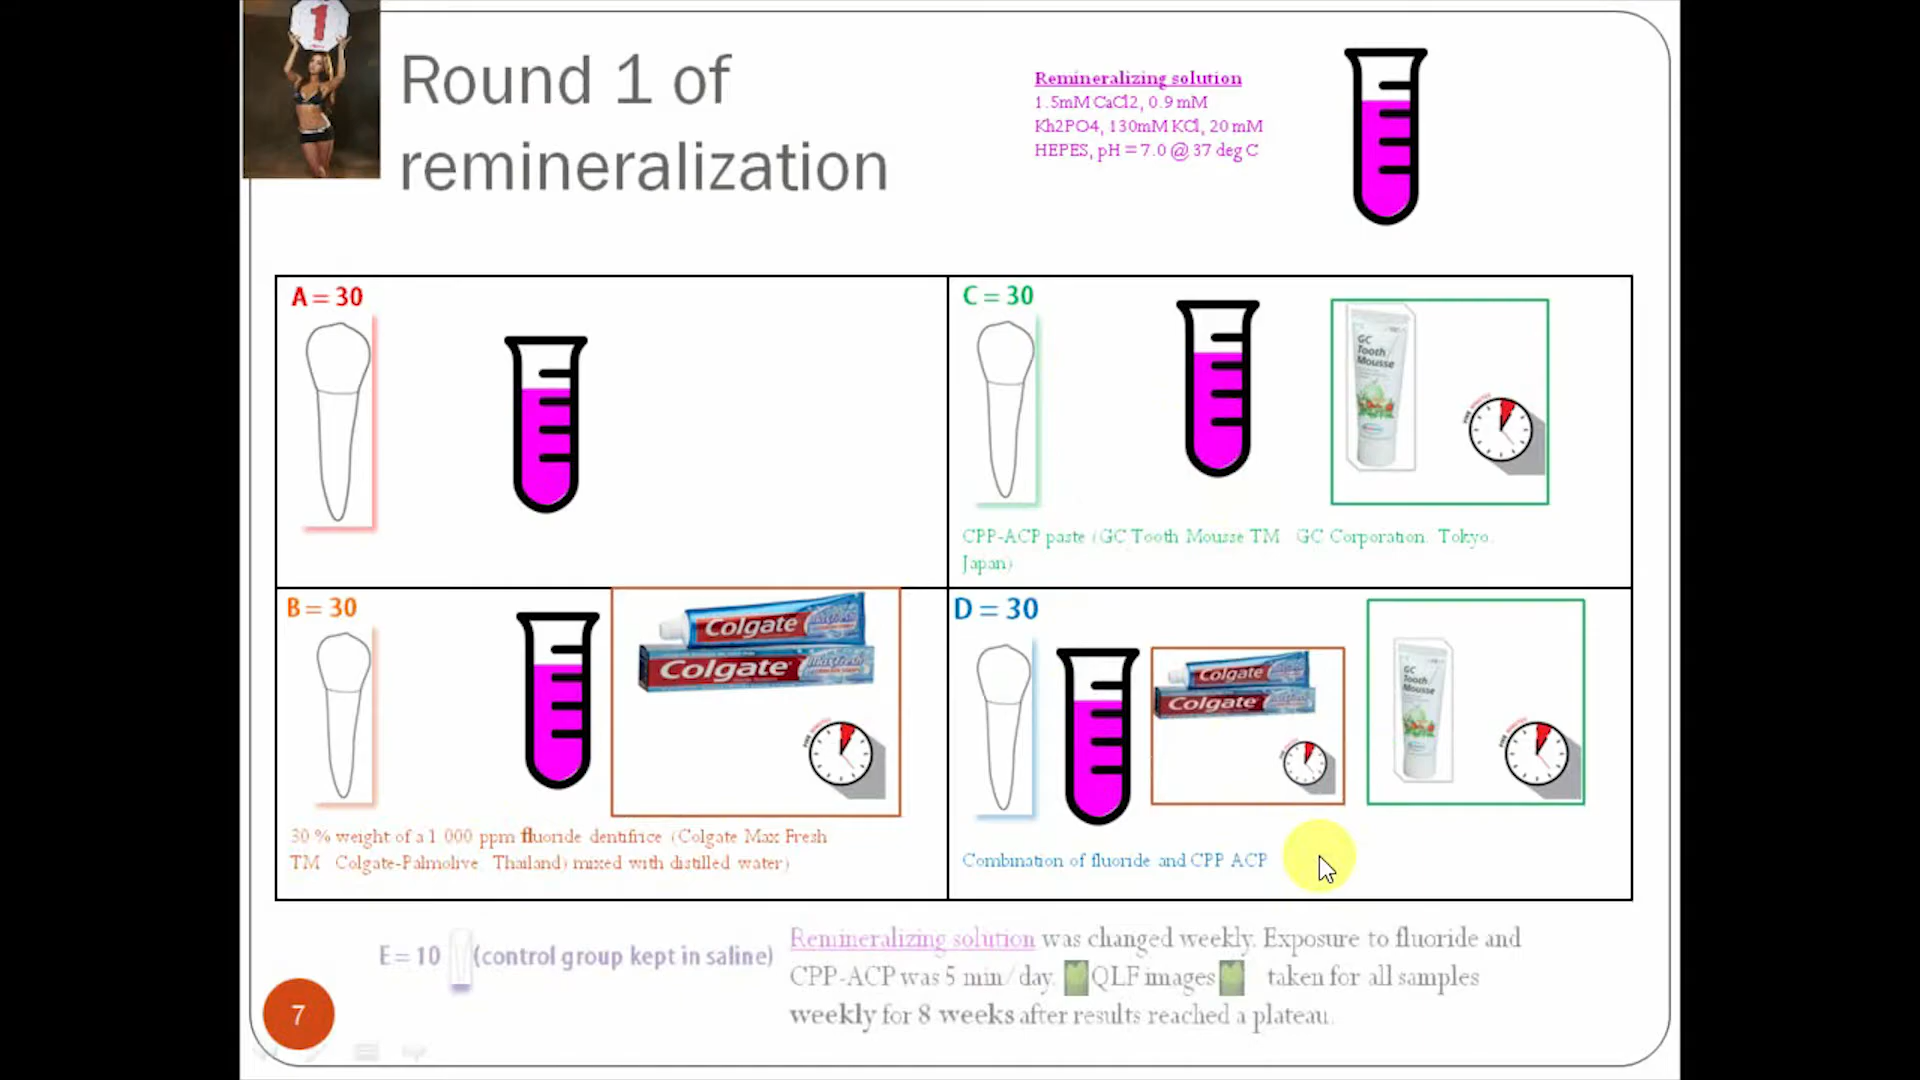 1
Round 1 of
remineralization
Remineralizing solution
1.5mM CaCl2, 0.9 mM
Kh2PO4, 130mM KCl, 20 mM
HEPES, pH = 7.0 @ 37 deg C
A = 30
C = 30
GC
Tooth
Mousse
CPP-ACP paste (GC Tooth Mousse TM GC Corporation. Tokyo.
Japan)
B = 30
Colgate
Colgate MaxFresh
30 % weight of a 1 000 ppm fluoride dentifrice (Colgate Max Fresh
TM Colgate-Palmolive Thailand) mixed with distilled water)
D = 30
Colgate
Colgate
GC
Tooth
Mousse
Combination of fluoride and CPP ACP
E = 10 (control group kept in saline)
Remineralizing solution was changed weekly. Exposure to fluoride and
CPP-ACP was 5 min/day. QLF images taken for all samples
weekly for 8 weeks after results reached a plateau.
7